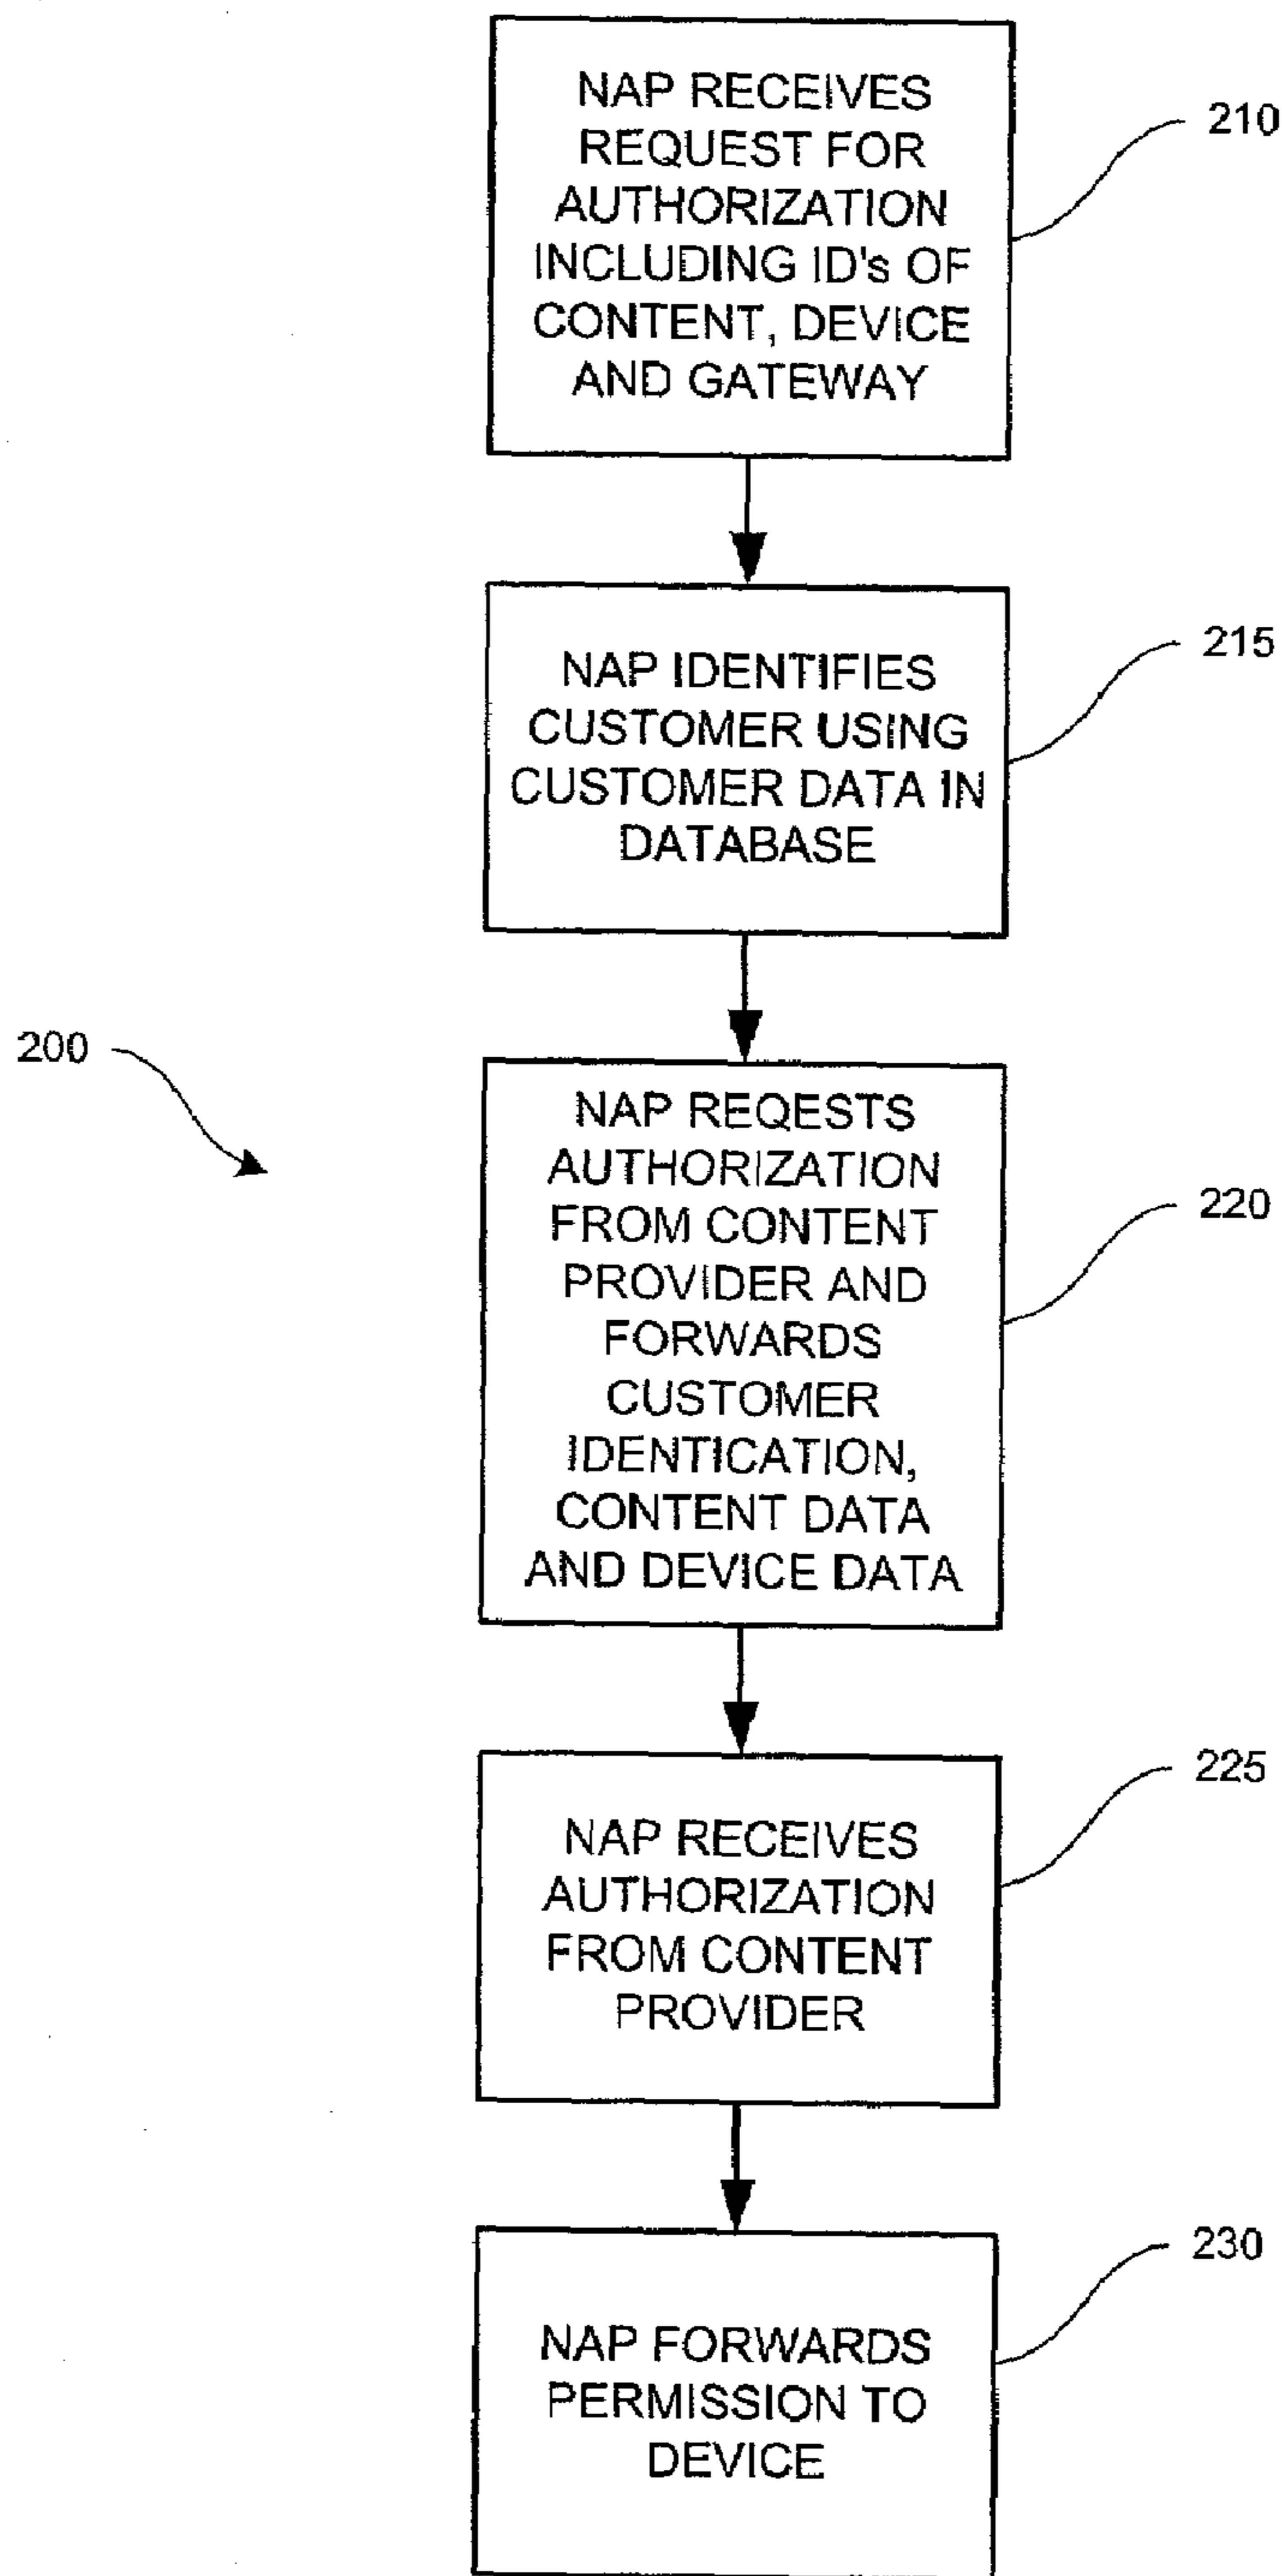 NAP RECEIVES
REQUEST FOR
AUTHORIZATION
INCLUDING ID's OF
CONTENT, DEVICE
AND GATEWAY
210
NAP IDENTIFIES
CUSTOMER USING
CUSTOMER DATA IN
DATABASE
215
200
NAP REQESTS
AUTHORIZATION
FROM CONTENT
PROVIDER AND
FORWARDS
CUSTOMER
IDENTICATION,
CONTENT DATA
AND DEVICE DATA
220
NAP RECEIVES
AUTHORIZATION
FROM CONTENT
PROVIDER
225
NAP FORWARDS
PERMISSION TO
DEVICE
230